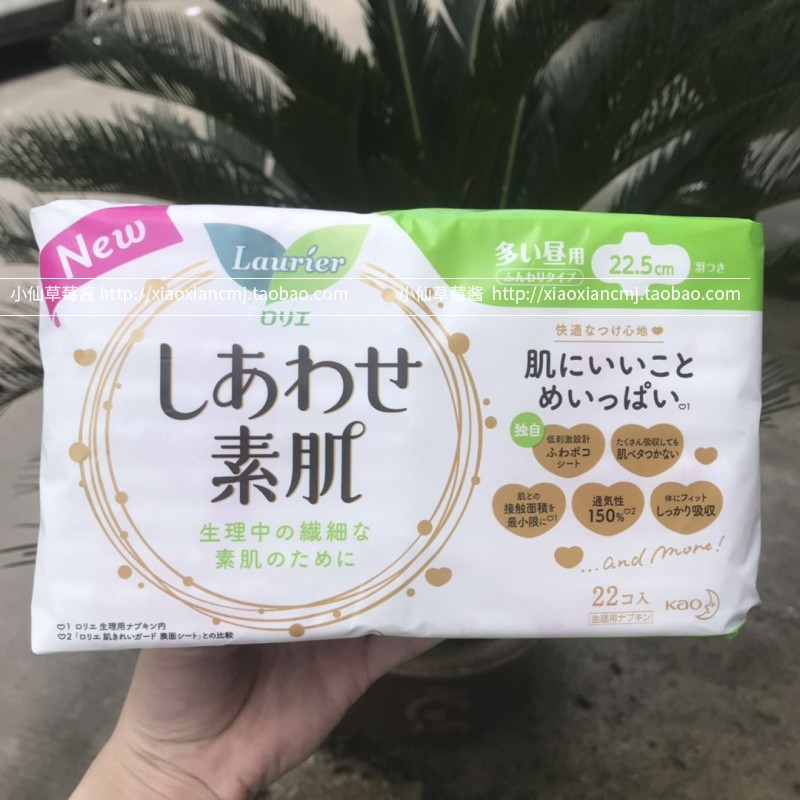 New
Laurier
ロリエ
しあわせ
素肌
生理中の繊細な
素肌のために
♡1 ロリエ 生理用ナプキン内
♡2「ロリエ 肌きれいガード 裏面シート」との比較
多い昼用
ふんわりタイプ
22.5cm
羽つき
快適なつけ心地♥
肌にいいこと
めいっぱい♡1
独自
低刺激設計
ふわポコ
シート
たくさん吸収しても
肌ベタつかない
肌との
接触面積を
最小限に♡1
通気性
150%♡2
体にフィット
しっかり吸収
...and more!
22コ入
生理用ナプキン
Kao
小仙草莓酱 http://xiaoxiancmj.taobao.com/
小仙草莓酱 http://xiaoxiancmj.taobao.com/